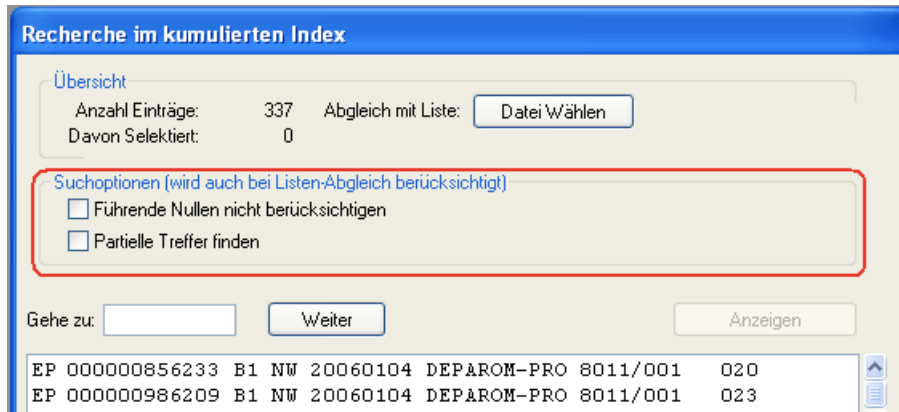 Recherche im kumulierten Index
Übersicht
Anzahl Einträge: 337 Abgleich mit Liste: Datei Wählen
Davon Selektiert: 0
Suchoptionen (wird auch bei Listen-Abgleich berücksichtigt)
Führende Nullen nicht berücksichtigen
Partielle Treffer finden
Gehe zu: Weiter Anzeigen
EP 000000856233 B1 NW 20060104 DEPAROM-PRO 8011/001 020
EP 000000986209 B1 NW 20060104 DEPAROM-PRO 8011/001 023